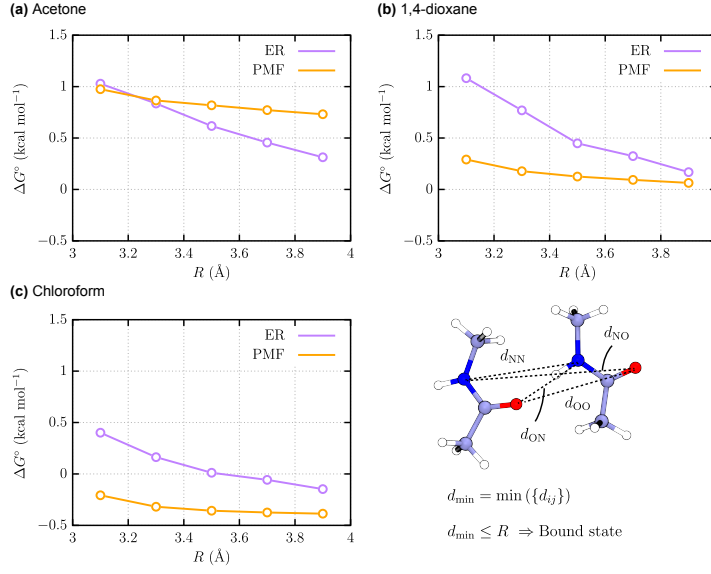 (a) Acetone
1.5
1
0.5
0
−0.5
3
3.2
3.4
3.6
3.8
4
ΔG° (kcal mol⁻¹)
R (Å)
ER
PMF
(b) 1,4-dioxane
1.5
1
0.5
0
−0.5
3
3.2
3.4
3.6
3.8
ΔG° (kcal mol⁻¹)
R (Å)
ER
PMF
(c) Chloroform
1.5
1
0.5
0
−0.5
3
3.2
3.4
3.6
3.8
4
ΔG° (kcal mol⁻¹)
R (Å)
ER
PMF
d_NN
d_NO
d_OO
d_ON
d_min = min ({d_ij})
d_min ≤ R ⇒ Bound state